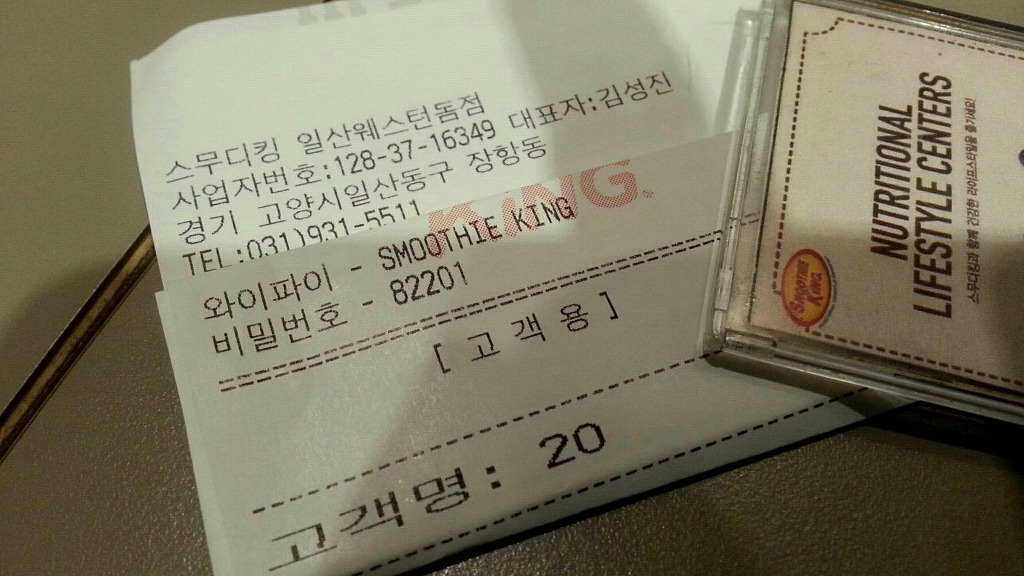 스무디킹 일산웨스턴돔점
사업자번호:128-37-16349 대표자:김성진
경기 고양시일산동구 장항동
TEL:031)931-5511
KING.
와이파이 - SMOOTHIE KING
비밀번호 - 82201
[ 고 객 용 ]
고객명: 20
NUTRITIONAL
LIFESTYLE CENTERS
스무디킹과 함께 건강한 라이프스타일을 즐기세요!
SMOOTHIE
KING